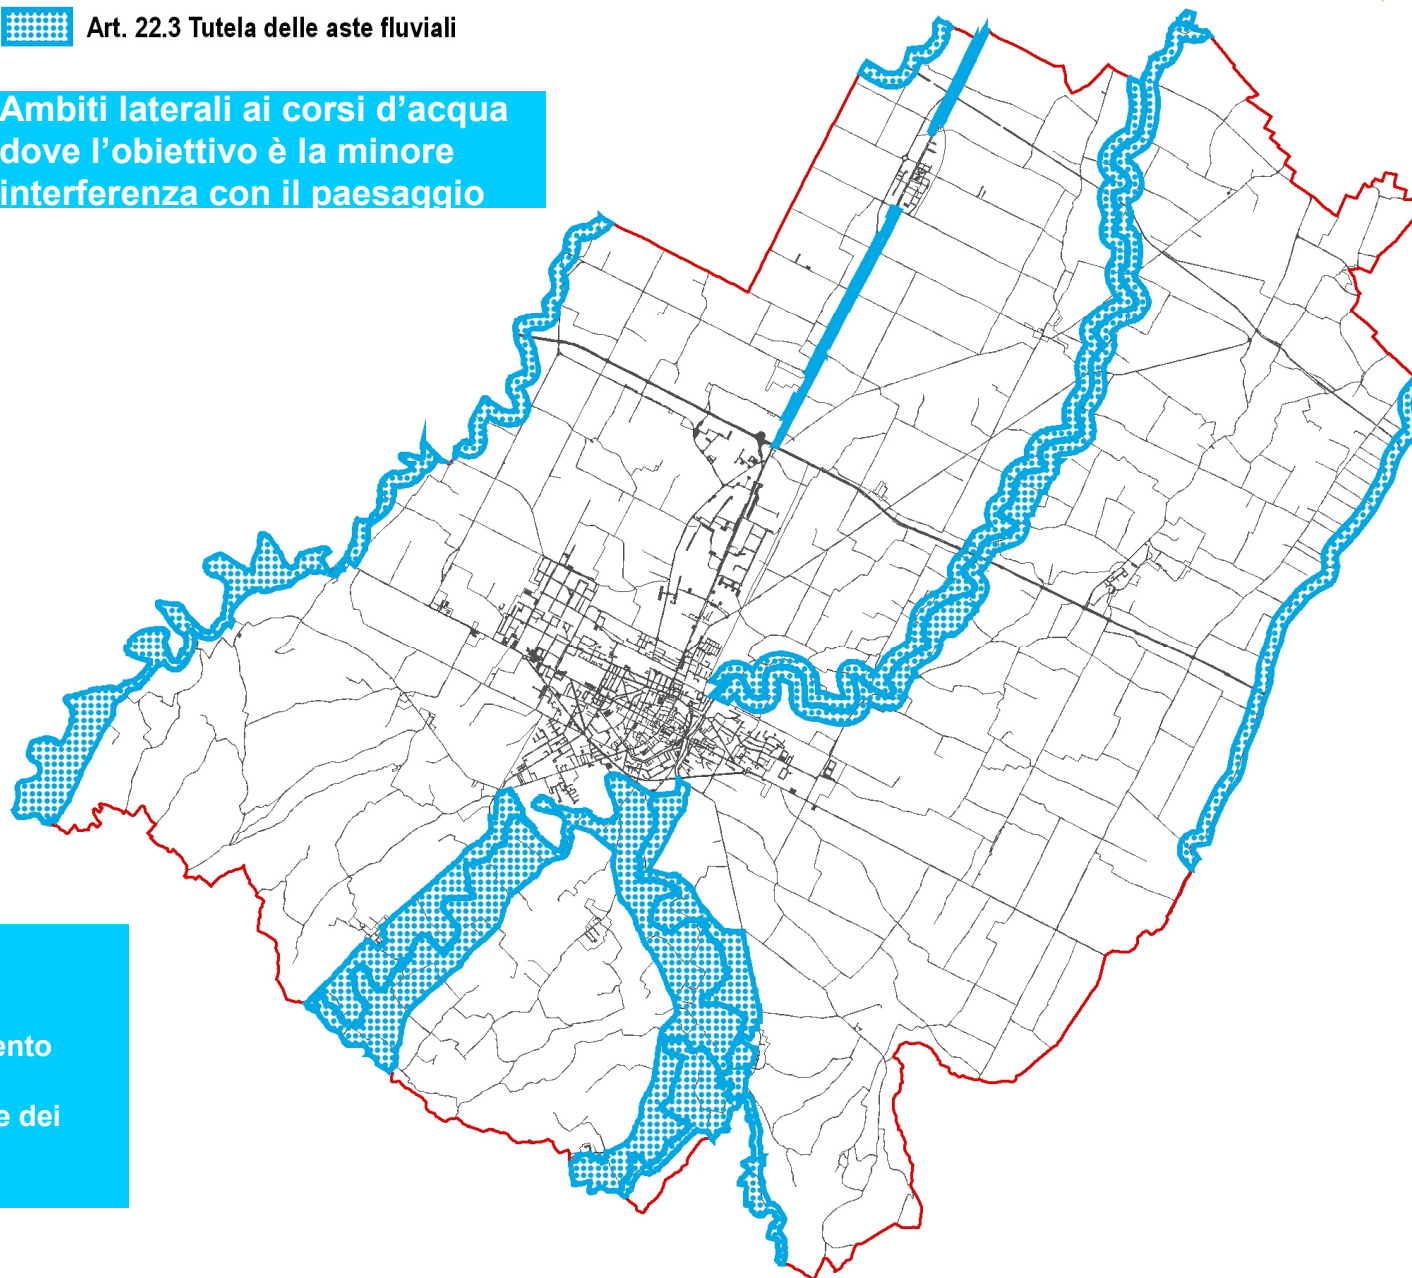 Art. 22.3 Tutela delle aste fluviali
Ambiti laterali ai corsi d’acqua
dove l’obiettivo è la minore
interferenza con il paesaggio
ento
e dei